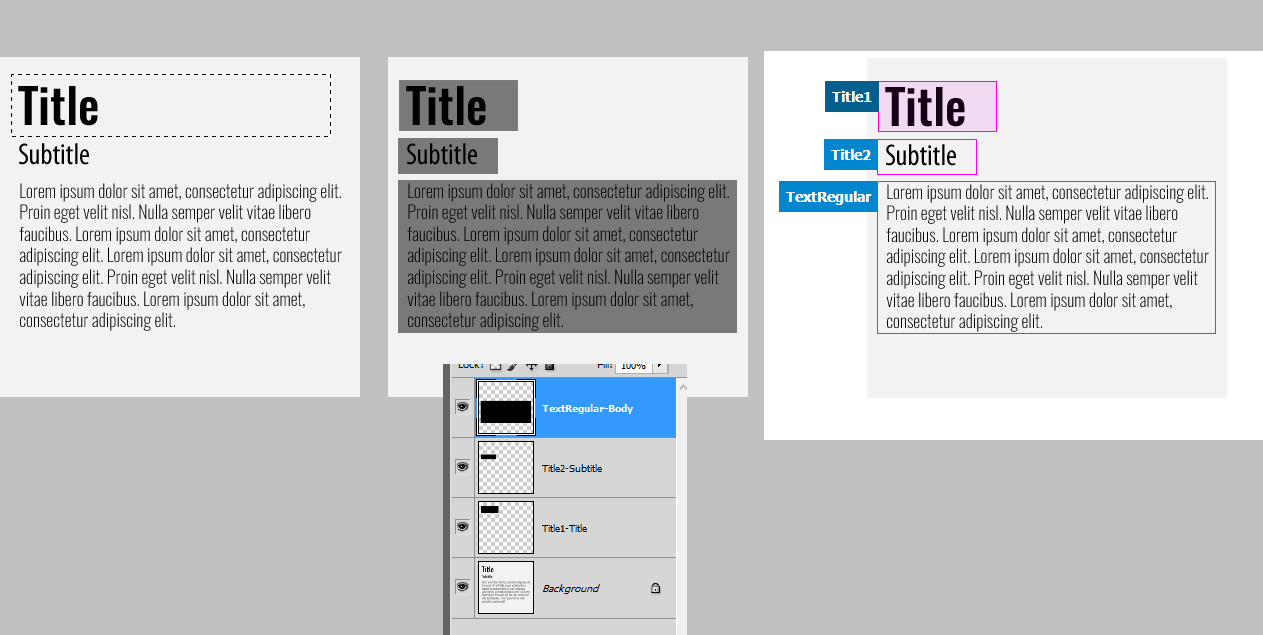 Title
Subtitle
Lorem ipsum dolor sit amet, consectetur adipiscing elit.
Proin eget velit nisl. Nulla semper velit vitae libero
faucibus. Lorem ipsum dolor sit amet, consectetur
adipiscing elit. Lorem ipsum dolor sit amet, consectetur
adipiscing elit. Proin eget velit nisl. Nulla semper velit
vitae libero faucibus. Lorem ipsum dolor sit amet,
consectetur adipiscing elit.
Title
Subtitle
Lorem ipsum dolor sit amet, consectetur adipiscing elit.
Proin eget velit nisl. Nulla semper velit vitae libero
faucibus. Lorem ipsum dolor sit amet, consectetur
adipiscing elit. Lorem ipsum dolor sit amet, consectetur
adipiscing elit. Proin eget velit nisl. Nulla semper velit
vitae libero faucibus. Lorem ipsum dolor sit amet,
consectetur adipiscing elit.
Title1 Title
Title2 Subtitle
TextRegular
Lorem ipsum dolor sit amet, consectetur adipiscing elit.
Proin eget velit nisl. Nulla semper velit vitae libero
faucibus. Lorem ipsum dolor sit amet, consectetur
adipiscing elit. Lorem ipsum dolor sit amet, consectetur
adipiscing elit. Proin eget velit nisl. Nulla semper velit
vitae libero faucibus. Lorem ipsum dolor sit amet,
consectetur adipiscing elit.
Lock: Fill: 100%
TextRegular-Body
Title2-Subtitle
Title1-Title
Title
Subtitle
Background